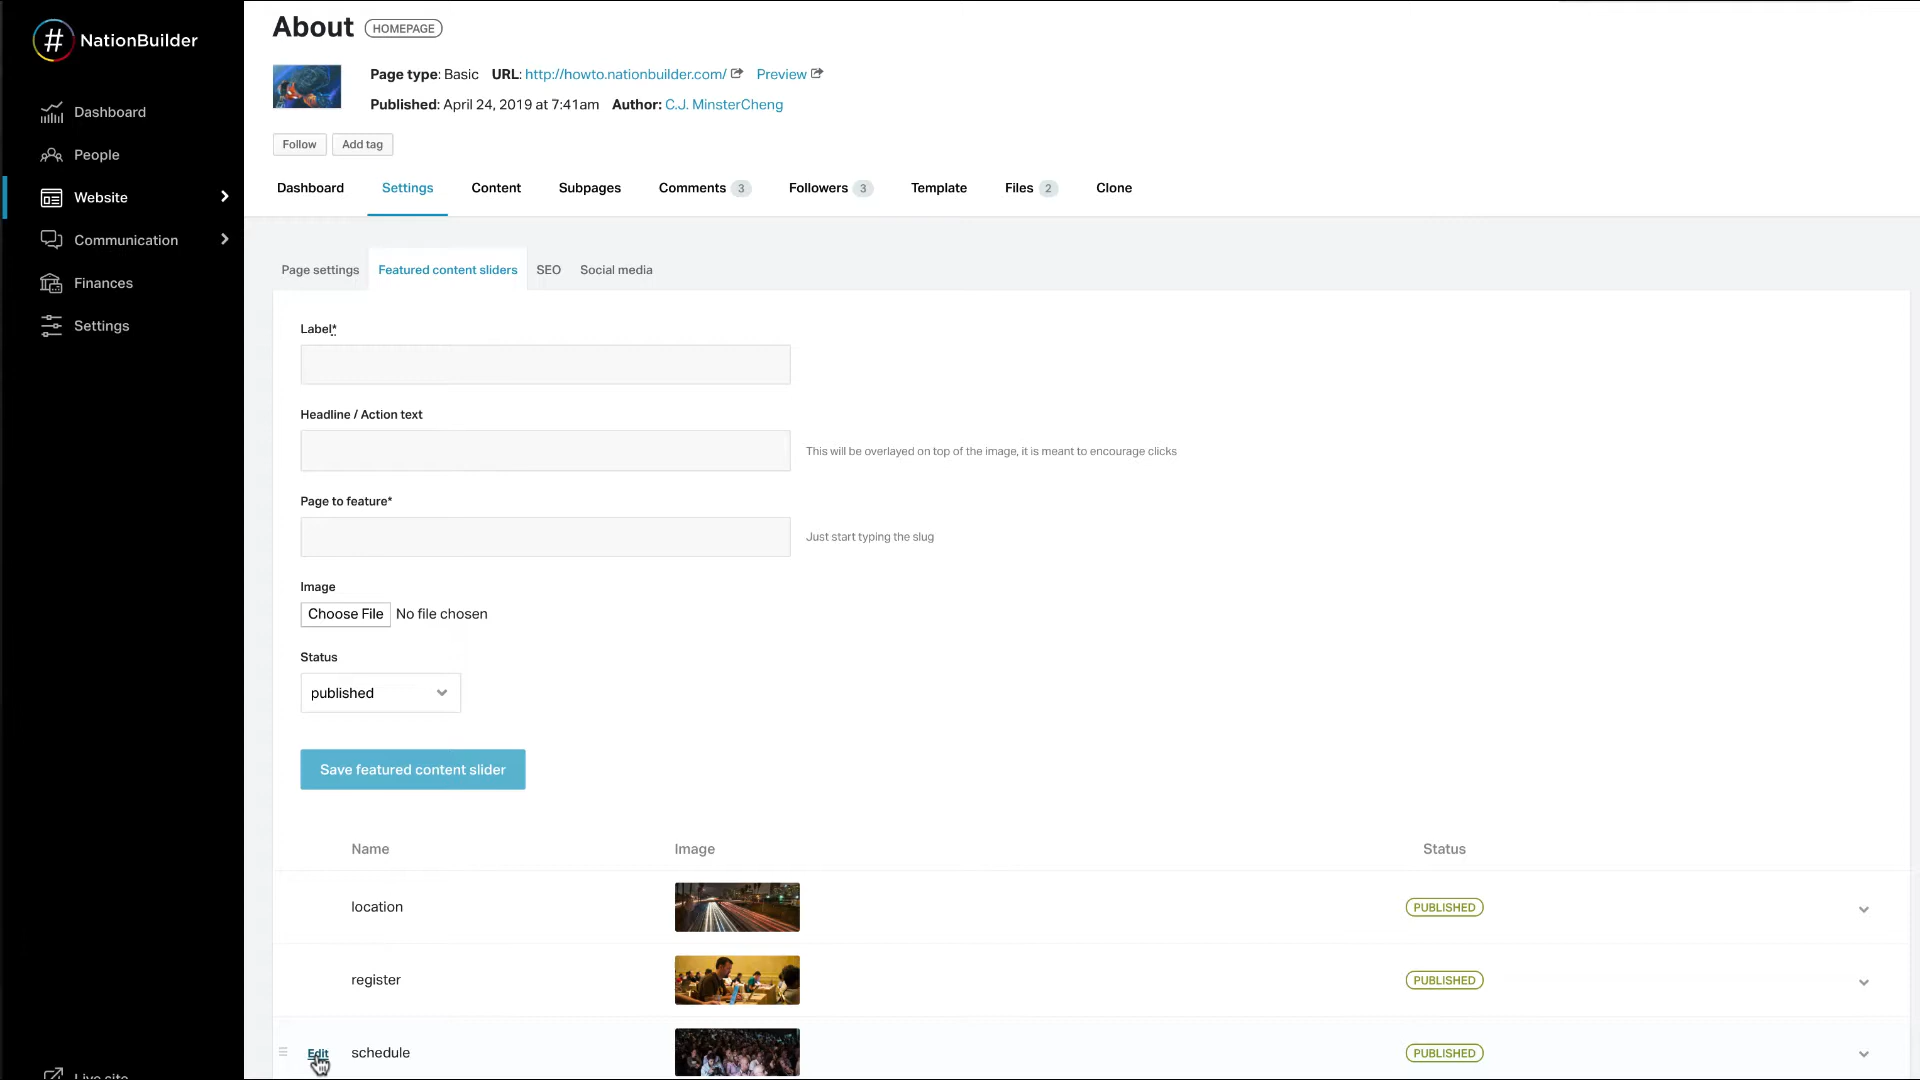 NationBuilder
Dashboard
People
Website
Communication
Finances
Settings
Live site
About HOMEPAGE
Page type: Basic URL: http://howto.nationbuilder.com/ Preview
Published: April 24, 2019 at 7:41am Author: C.J. MinsterCheng
Follow Add tag
Dashboard Settings Content Subpages Comments 3 Followers 3 Template Files 2 Clone
Page settings Featured content sliders SEO Social media
Label*
Headline / Action text
This will be overlayed on top of the image, it is meant to encourage clicks
Page to feature*
Just start typing the slug
Image
Choose File No file chosen
Status
published
Save featured content slider
Name Image Status
location PUBLISHED
register PUBLISHED
Edit schedule PUBLISHED